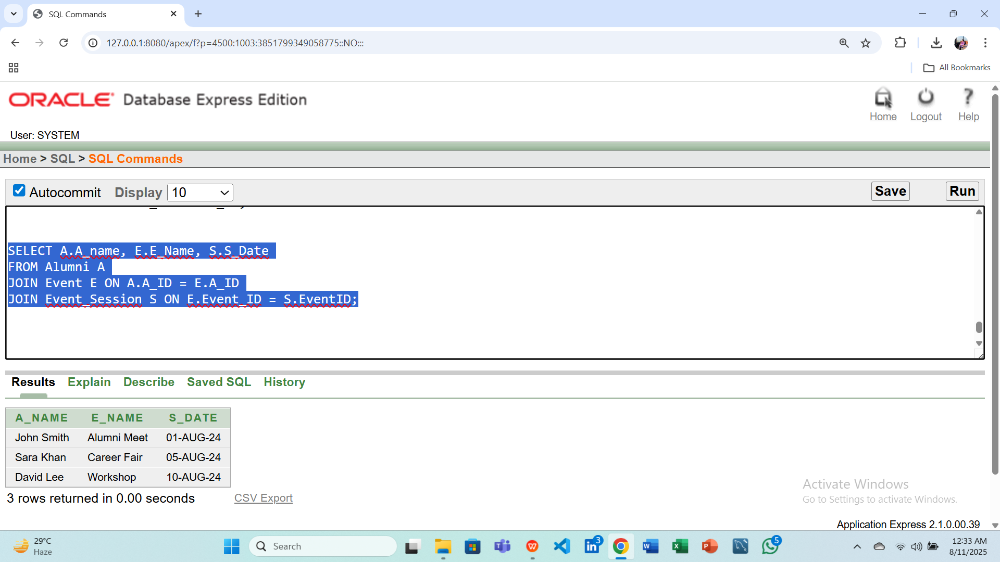 SQL Commands
127.0.0.1:8080/apex/f?p=4500:1003:3851799349058775::NO:::
All Bookmarks
ORACLE® Database Express Edition
Home Logout Help
User: SYSTEM
Home > SQL > SQL Commands
Autocommit Display 10 Save Run
SELECT A.A_name, E.E_Name, S.S_Date
FROM Alumni A
JOIN Event E ON A.A_ID = E.A_ID
JOIN Event_Session S ON E.Event_ID = S.EventID;
Results Explain Describe Saved SQL History
A_NAME E_NAME S_DATE
John Smith Alumni Meet 01-AUG-24
Sara Khan Career Fair 05-AUG-24
David Lee Workshop 10-AUG-24
3 rows returned in 0.00 seconds CSV Export
Activate Windows
Go to Settings to activate Windows.
Application Express 2.1.0.00.39
29°C
Haze
Search
3
5
12:33 AM
8/11/2025